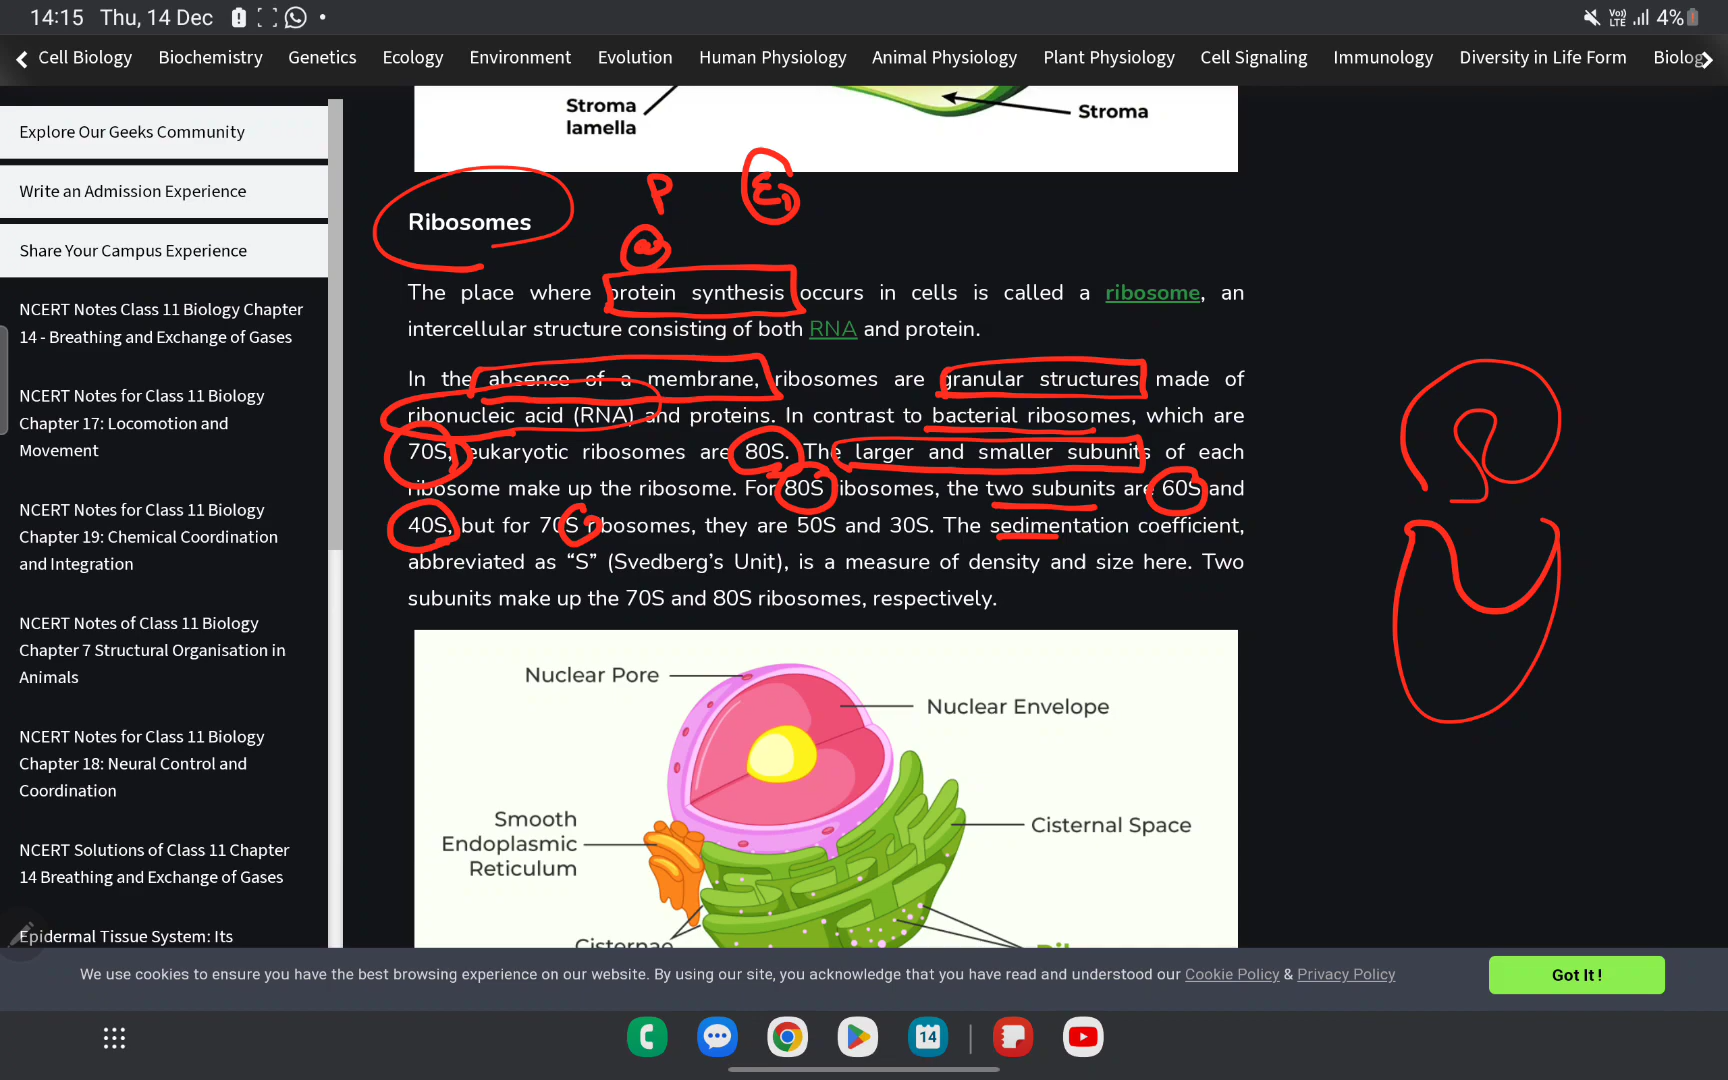 14:15 Thu, 14 Dec
Vo)) LTE 4%
Cell Biology Biochemistry Genetics Ecology Environment Evolution Human Physiology Animal Physiology Plant Physiology Cell Signaling Immunology Diversity in Life Form Biolog
Explore Our Geeks Community
Write an Admission Experience
Share Your Campus Experience
NCERT Notes Class 11 Biology Chapter
14 - Breathing and Exchange of Gases
NCERT Notes for Class 11 Biology
Chapter 17: Locomotion and
Movement
NCERT Notes for Class 11 Biology
Chapter 19: Chemical Coordination
and Integration
NCERT Notes of Class 11 Biology
Chapter 7 Structural Organisation in
Animals
NCERT Notes for Class 11 Biology
Chapter 18: Neural Control and
Coordination
NCERT Solutions of Class 11 Chapter
14 Breathing and Exchange of Gases
Epidermal Tissue System: Its
Stroma
lamella
Stroma
P
Ribosomes
The place where protein synthesis occurs in cells is called a ribosome, an
intercellular structure consisting of both RNA and protein.
In the absence of a membrane, ribosomes are granular structures made of
ribonucleic acid (RNA) and proteins. In contrast to bacterial ribosomes, which are
70S, eukaryotic ribosomes are 80S. The larger and smaller subunits of each
ribosome make up the ribosome. For 80S ribosomes, the two subunits are 60S and
40S, but for 70S ribosomes, they are 50S and 30S. The sedimentation coefficient,
abbreviated as “S” (Svedberg’s Unit), is a measure of density and size here. Two
subunits make up the 70S and 80S ribosomes, respectively.
Nuclear Pore
Nuclear Envelope
Smooth
Endoplasmic
Reticulum
Cisternal Space
Cisternae
We use cookies to ensure you have the best browsing experience on our website. By using our site, you acknowledge that you have read and understood our Cookie Policy & Privacy Policy
Got It !
14